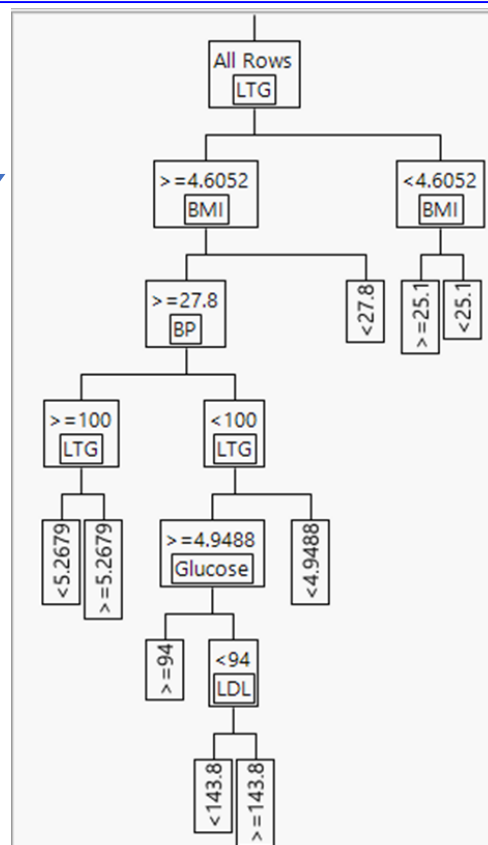 All Rows
LTG
>=4.6052
BMI
<4.6052
BMI
>=27.8
BP
<27.8
>=25.1
<25.1
>=100
LTG
<100
LTG
<5.2679
>=5.2679
>=4.9488
Glucose
<4.9488
>=94
<94
LDL
<143.8
>=143.8